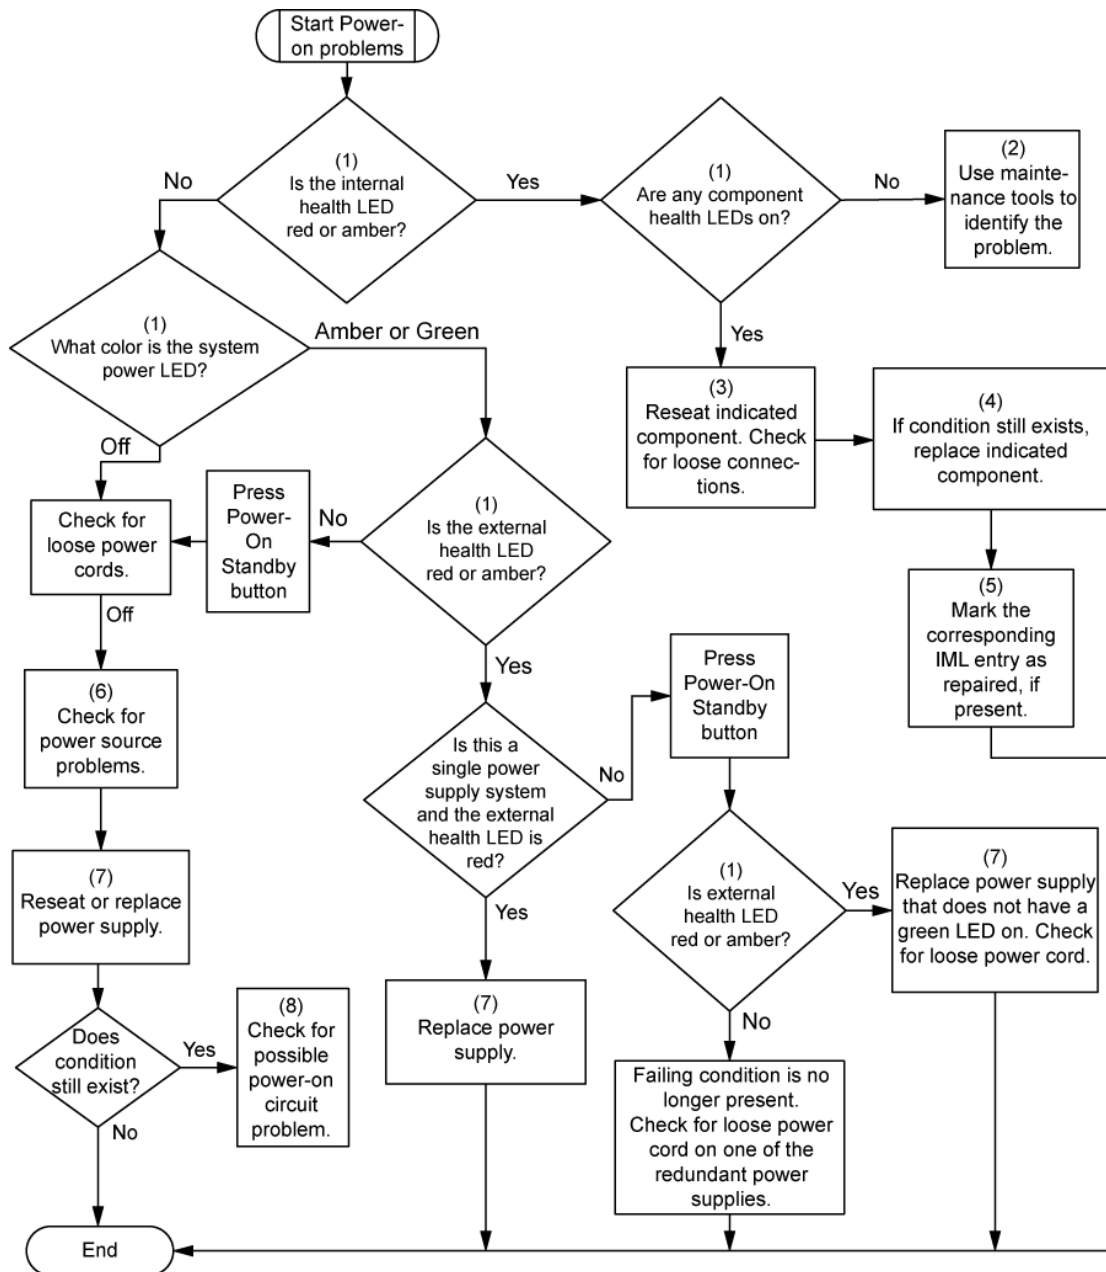 Start Power-
on problems
(1)
Is the internal
health LED
red or amber?
No
Yes
(1)
Are any component
health LEDs on?
No
(2)
Use mainte-
nance tools to
identify the
problem.
Yes
(1)
What color is the system
power LED?
Amber or Green
Off
(3)
Reseat indicated
component. Check
for loose connec-
tions.
(4)
If condition still exists,
replace indicated
component.
(5)
Mark the
corresponding
IML entry as
repaired, if
present.
Check for
loose power
cords.
Press
Power-
On
Standby
button
No
(1)
Is the external
health LED
red or amber?
Off
Yes
(6)
Check for
power source
problems.
Is this a
single power
supply system
and the external
health LED is
red?
No
Press
Power-On
Standby
button
Yes
(7)
Reseat or replace
power supply.
(1)
Is external
health LED
red or amber?
Yes
(7)
Replace power supply
that does not have a
green LED on. Check
for loose power cord.
No
(7)
Replace power
supply.
Does
condition
still exist?
Yes
(8)
Check for
possible
power-on
circuit
problem.
No
Failing condition is no
longer present.
Check for loose power
cord on one of the
redundant power
supplies.
End